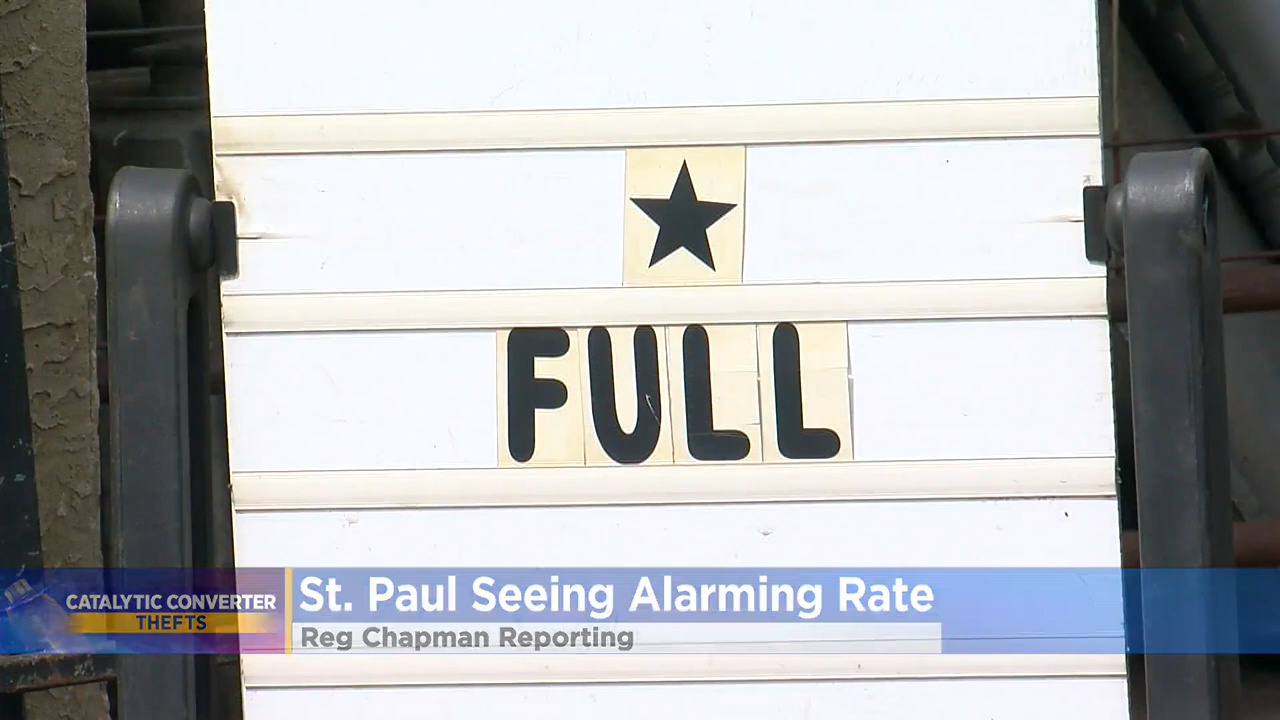 FULL
CATALYTIC CONVERTER
THEFTS
St. Paul Seeing Alarming Rate
Reg Chapman Reporting